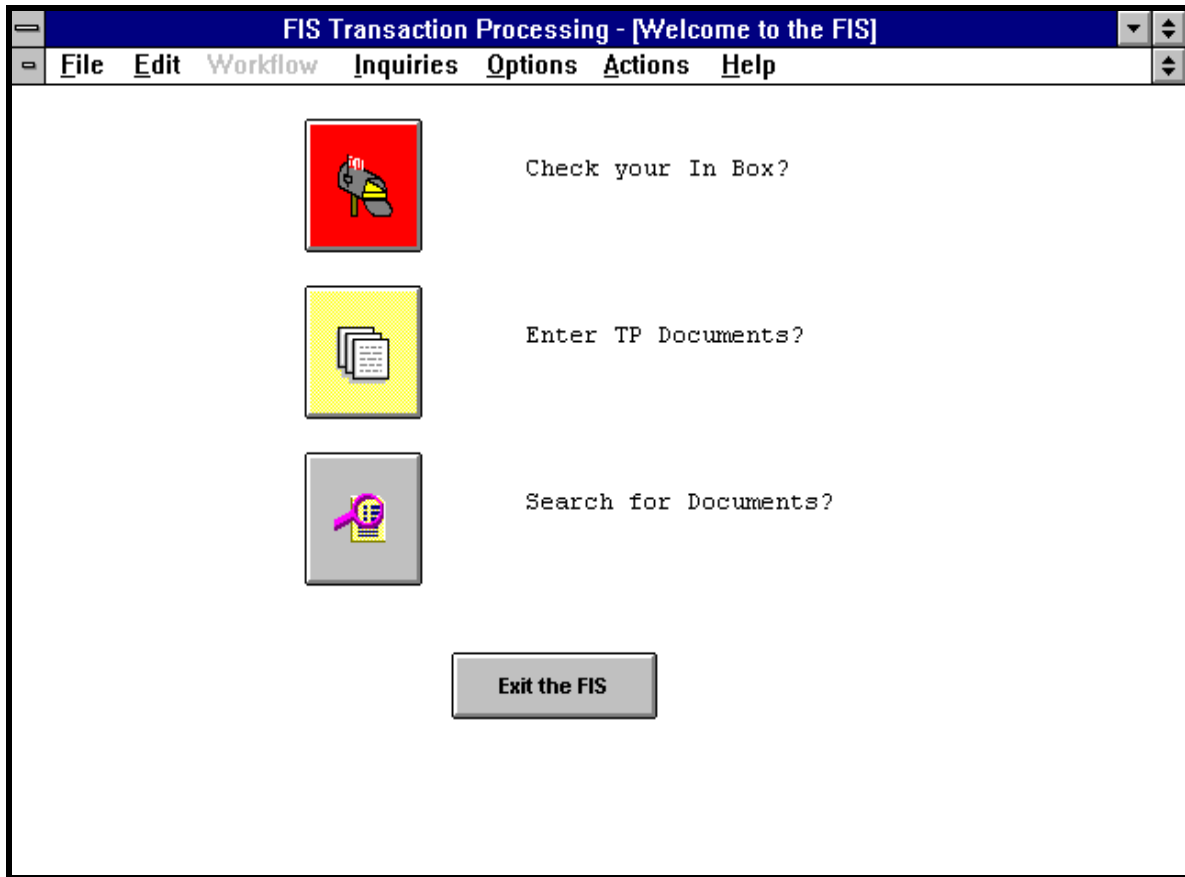 FIS Transaction Processing - [Welcome to the FIS]
File Edit Workflow Inquiries Options Actions Help
Check your In Box?
Enter TP Documents?
Search for Documents?
Exit the FIS